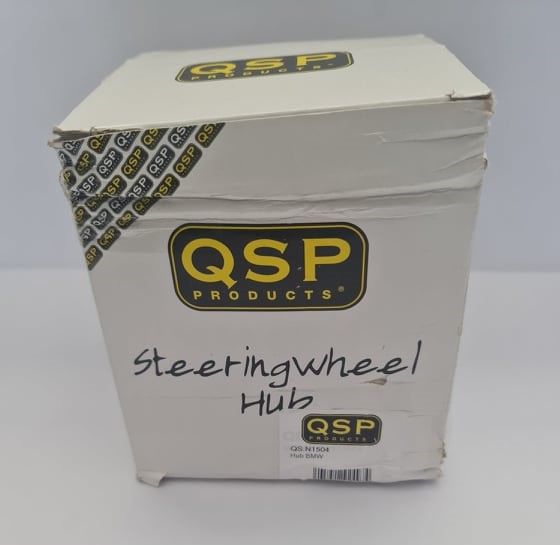 QSP
PRODUCTS
QSP
PRODUCTS®
Steeringwheel
Hub
QSP
PRODUCTS
QS.N1504
Hub BMW